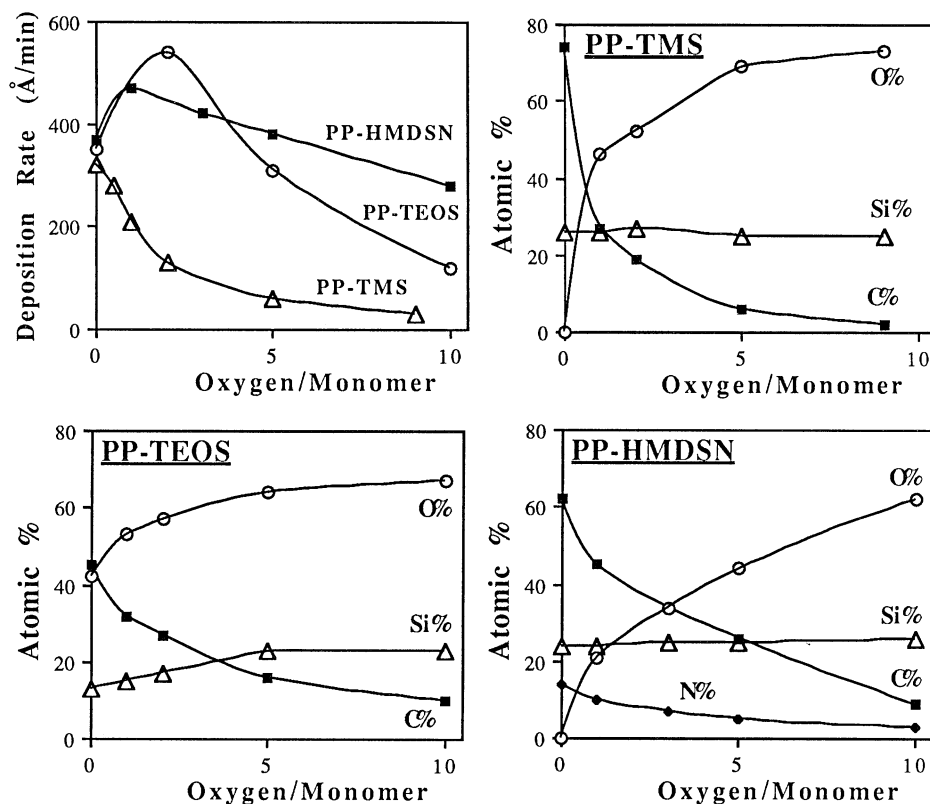 600
400
200
0
Deposition Rate (Å/min)
PP-HMDSN
PP-TEOS
PP-TMS
0 5 10
Oxygen/Monomer
80
60
40
20
0
Atomic %
PP-TMS
O%
Si%
C%
0 5 10
Oxygen/Monomer
80
60
40
20
0
Atomic %
PP-TEOS
O%
Si%
C%
0 5 10
Oxygen/Monomer
80
60
40
20
0
Atomic %
PP-HMDSN
O%
Si%
C%
N%
0 5 10
Oxygen/Monomer